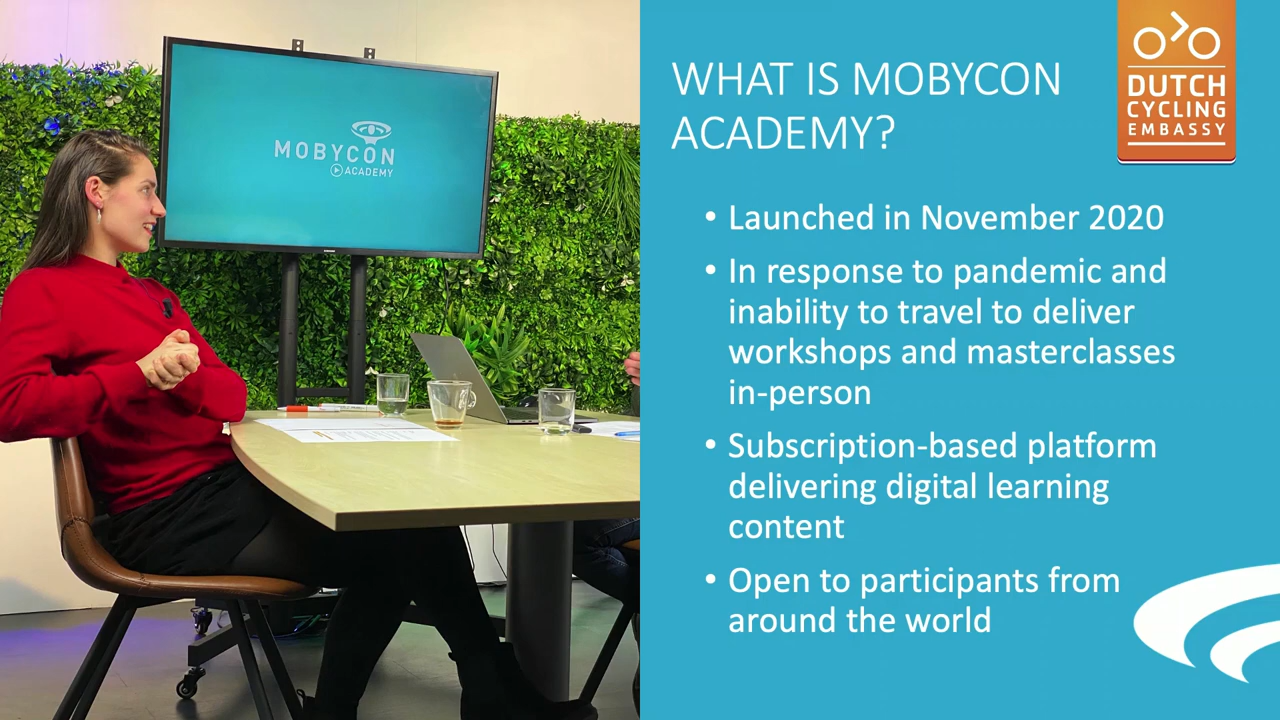 MOBYCON
ACADEMY
WHAT IS MOBYCON
ACADEMY?
DUTCH
CYCLING
EMBASSY
• Launched in November 2020
• In response to pandemic and
inability to travel to deliver
workshops and masterclasses
in-person
• Subscription-based platform
delivering digital learning
content
• Open to participants from
around the world